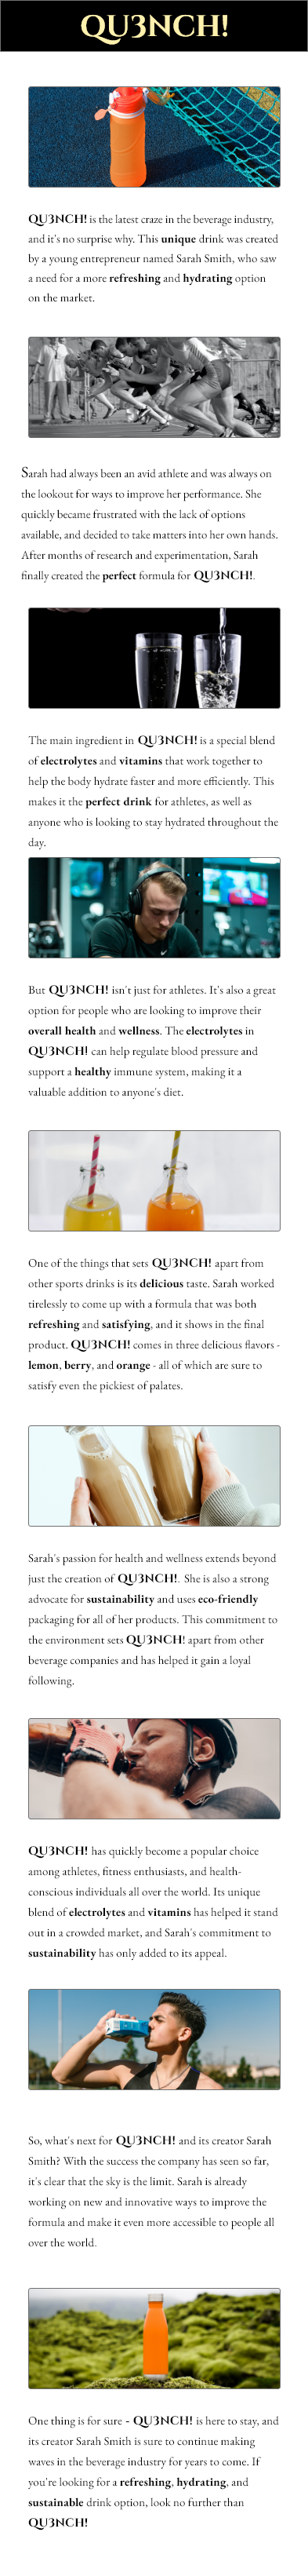 QU3NCH!
QU3NCH! is the latest craze in the beverage industry,
and it's no surprise why. This unique drink was created
by a young entrepreneur named Sarah Smith, who saw
a need for a more refreshing and hydrating option
on the market.
Sarah had always been an avid athlete and was always on
the lookout for ways to improve her performance. She
quickly became frustrated with the lack of options
available, and decided to take matters into her own hands.
After months of research and experimentation, Sarah
finally created the perfect formula for QU3NCH!.
The main ingredient in QU3NCH! is a special blend
of electrolytes and vitamins that work together to
help the body hydrate faster and more efficiently. This
makes it the perfect drink for athletes, as well as
anyone who is looking to stay hydrated throughout the
day.
But QU3NCH! isn't just for athletes. It's also a great
option for people who are looking to improve their
overall health and wellness. The electrolytes in
QU3NCH! can help regulate blood pressure and
support a healthy immune system, making it a
valuable addition to anyone's diet.
One of the things that sets QU3NCH! apart from
other sports drinks is its delicious taste. Sarah worked
tirelessly to come up with a formula that was both
refreshing and satisfying, and it shows in the final
product. QU3NCH! comes in three delicious flavors -
lemon, berry, and orange - all of which are sure to
satisfy even the pickiest of palates.
Sarah's passion for health and wellness extends beyond
just the creation of QU3NCH!. She is also a strong
advocate for sustainability and uses eco-friendly
packaging for all of her products. This commitment to
the environment sets QU3NCH! apart from other
beverage companies and has helped it gain a loyal
following.
QU3NCH! has quickly become a popular choice
among athletes, fitness enthusiasts, and health-
conscious individuals all over the world. Its unique
blend of electrolytes and vitamins has helped it stand
out in a crowded market, and Sarah's commitment to
sustainability has only added to its appeal.
So, what's next for QU3NCH! and its creator Sarah
Smith? With the success the company has seen so far,
it's clear that the sky is the limit. Sarah is already
working on new and innovative ways to improve the
formula and make it even more accessible to people all
over the world.
One thing is for sure - QU3NCH! is here to stay, and
its creator Sarah Smith is sure to continue making
waves in the beverage industry for years to come. If
you're looking for a refreshing, hydrating, and
sustainable drink option, look no further than
QU3NCH!